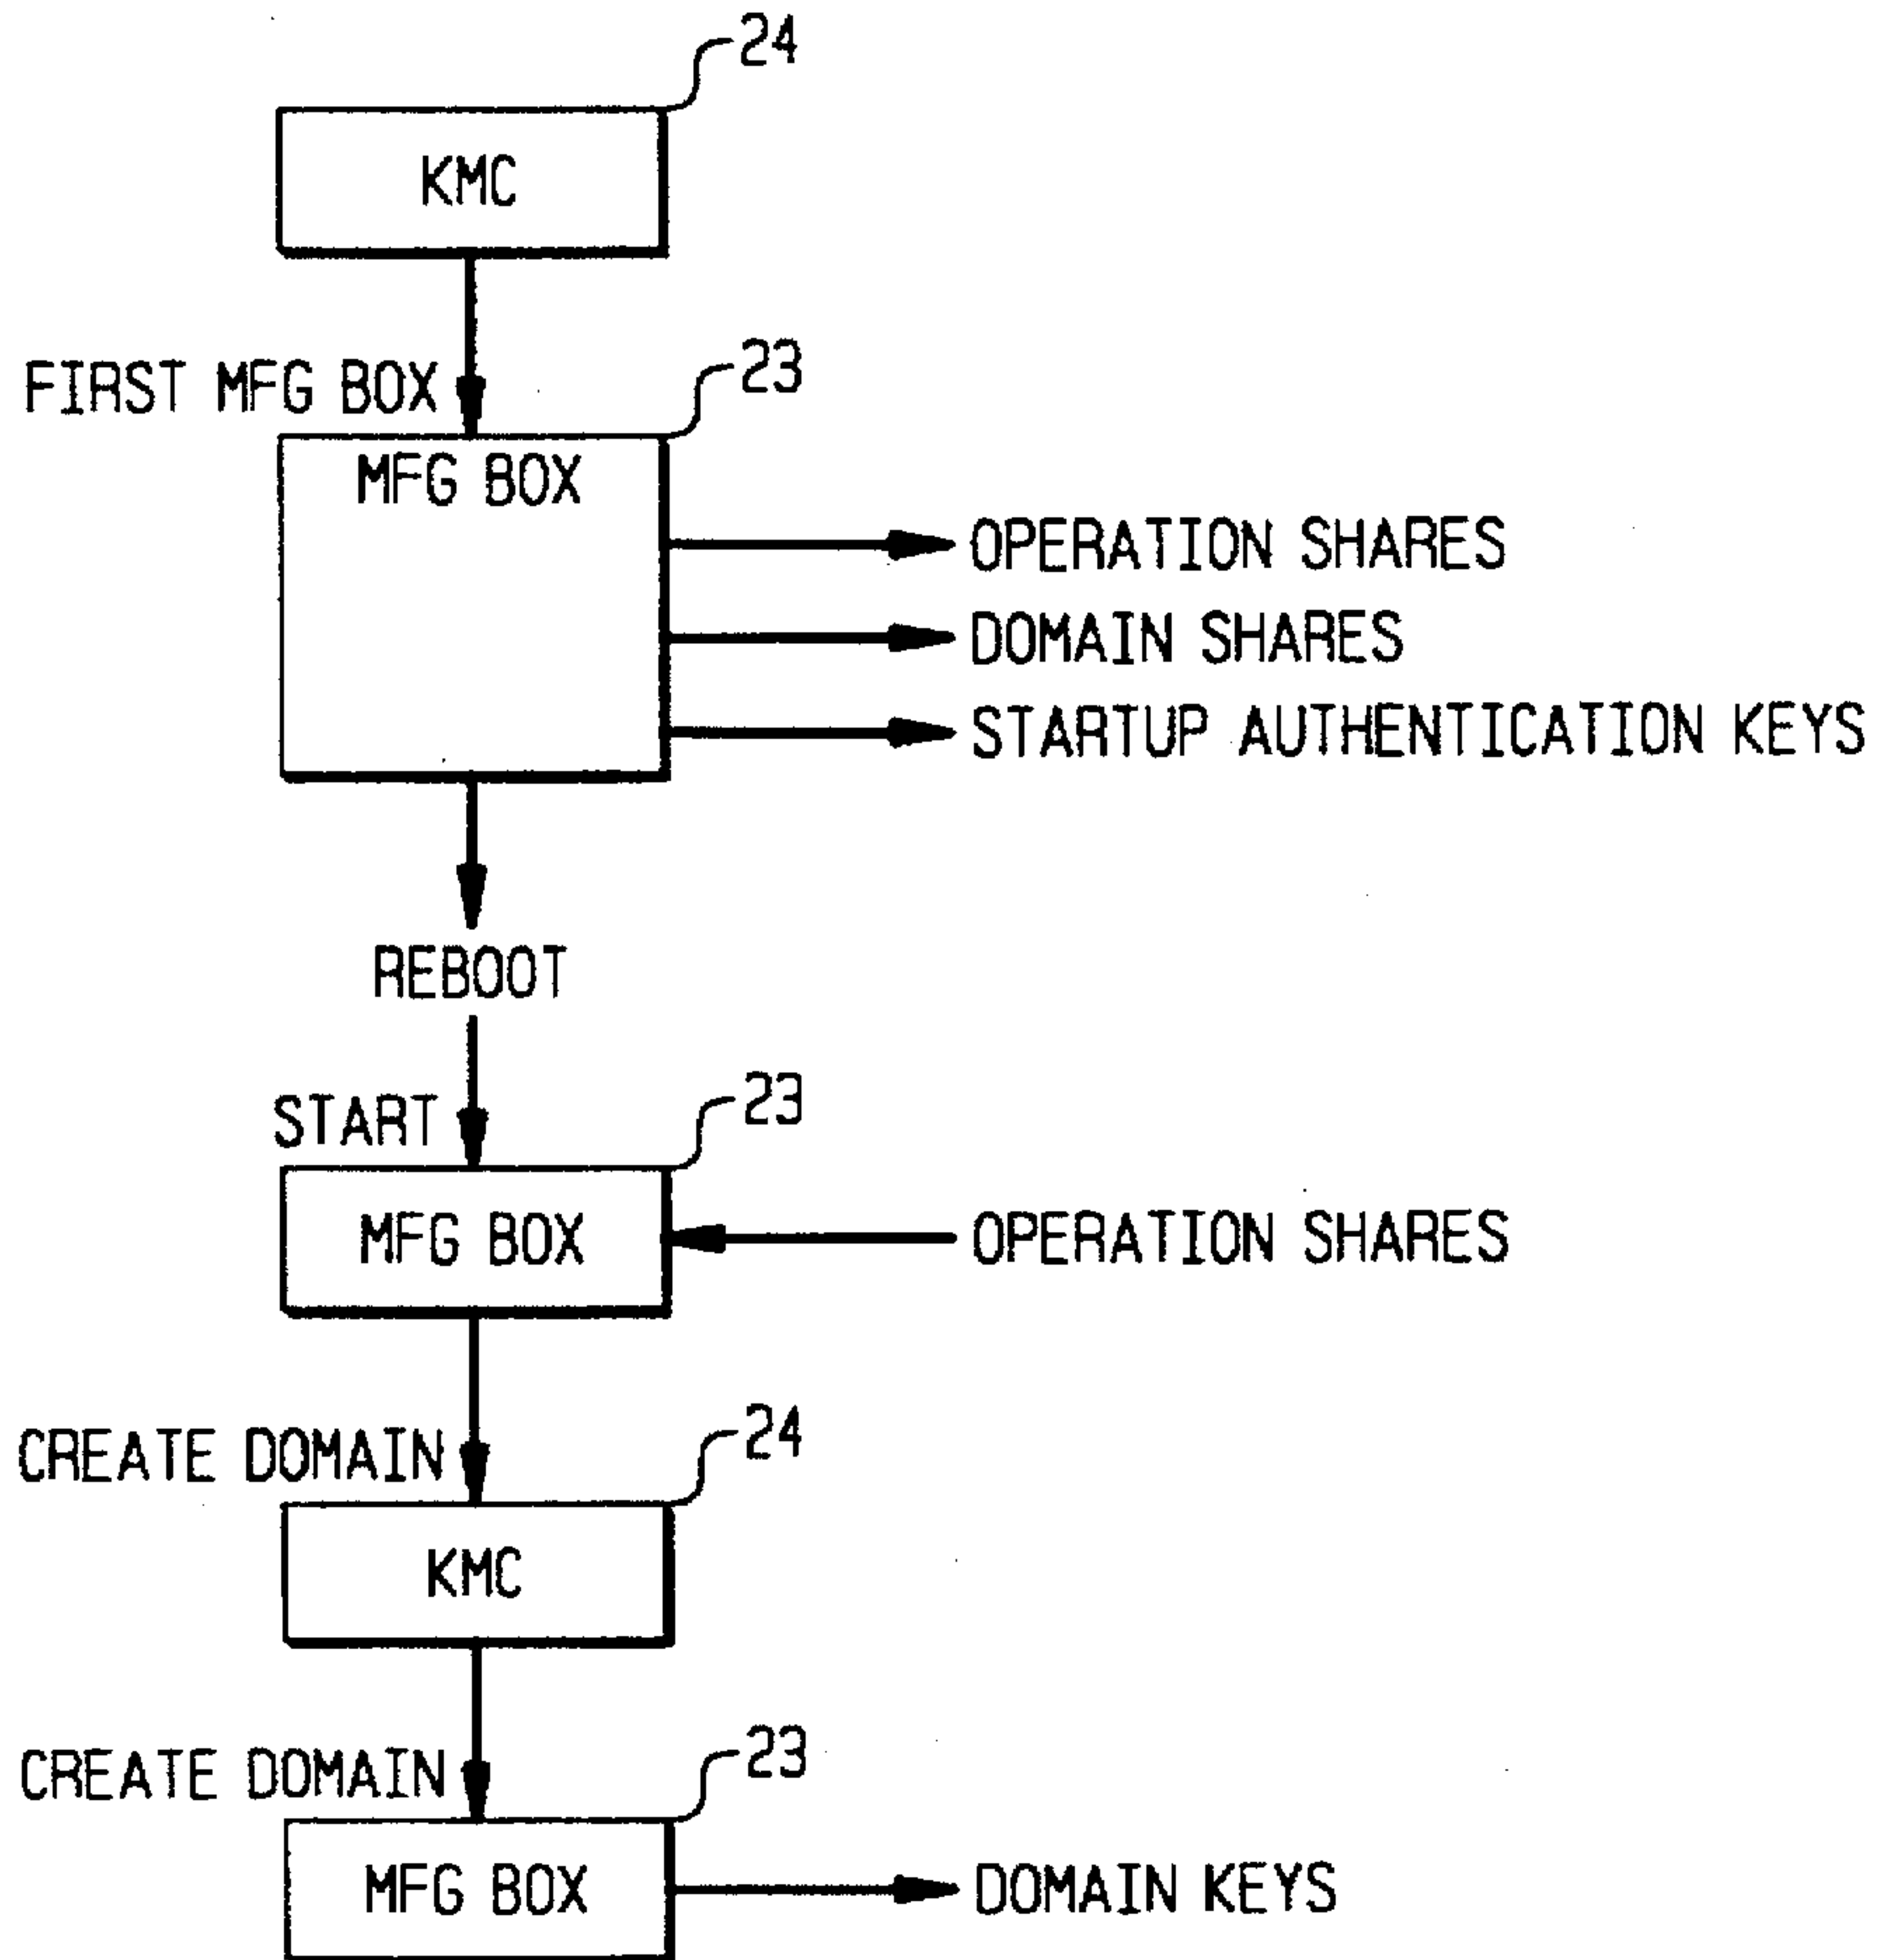 24
KMC
FIRST MFG BOX
23
MFG BOX
OPERATION SHARES
DOMAIN SHARES
STARTUP AUTHENTICATION KEYS
REBOOT
START
23
MFG BOX
OPERATION SHARES
CREATE DOMAIN
24
KMC
CREATE DOMAIN
23
MFG BOX
DOMAIN KEYS